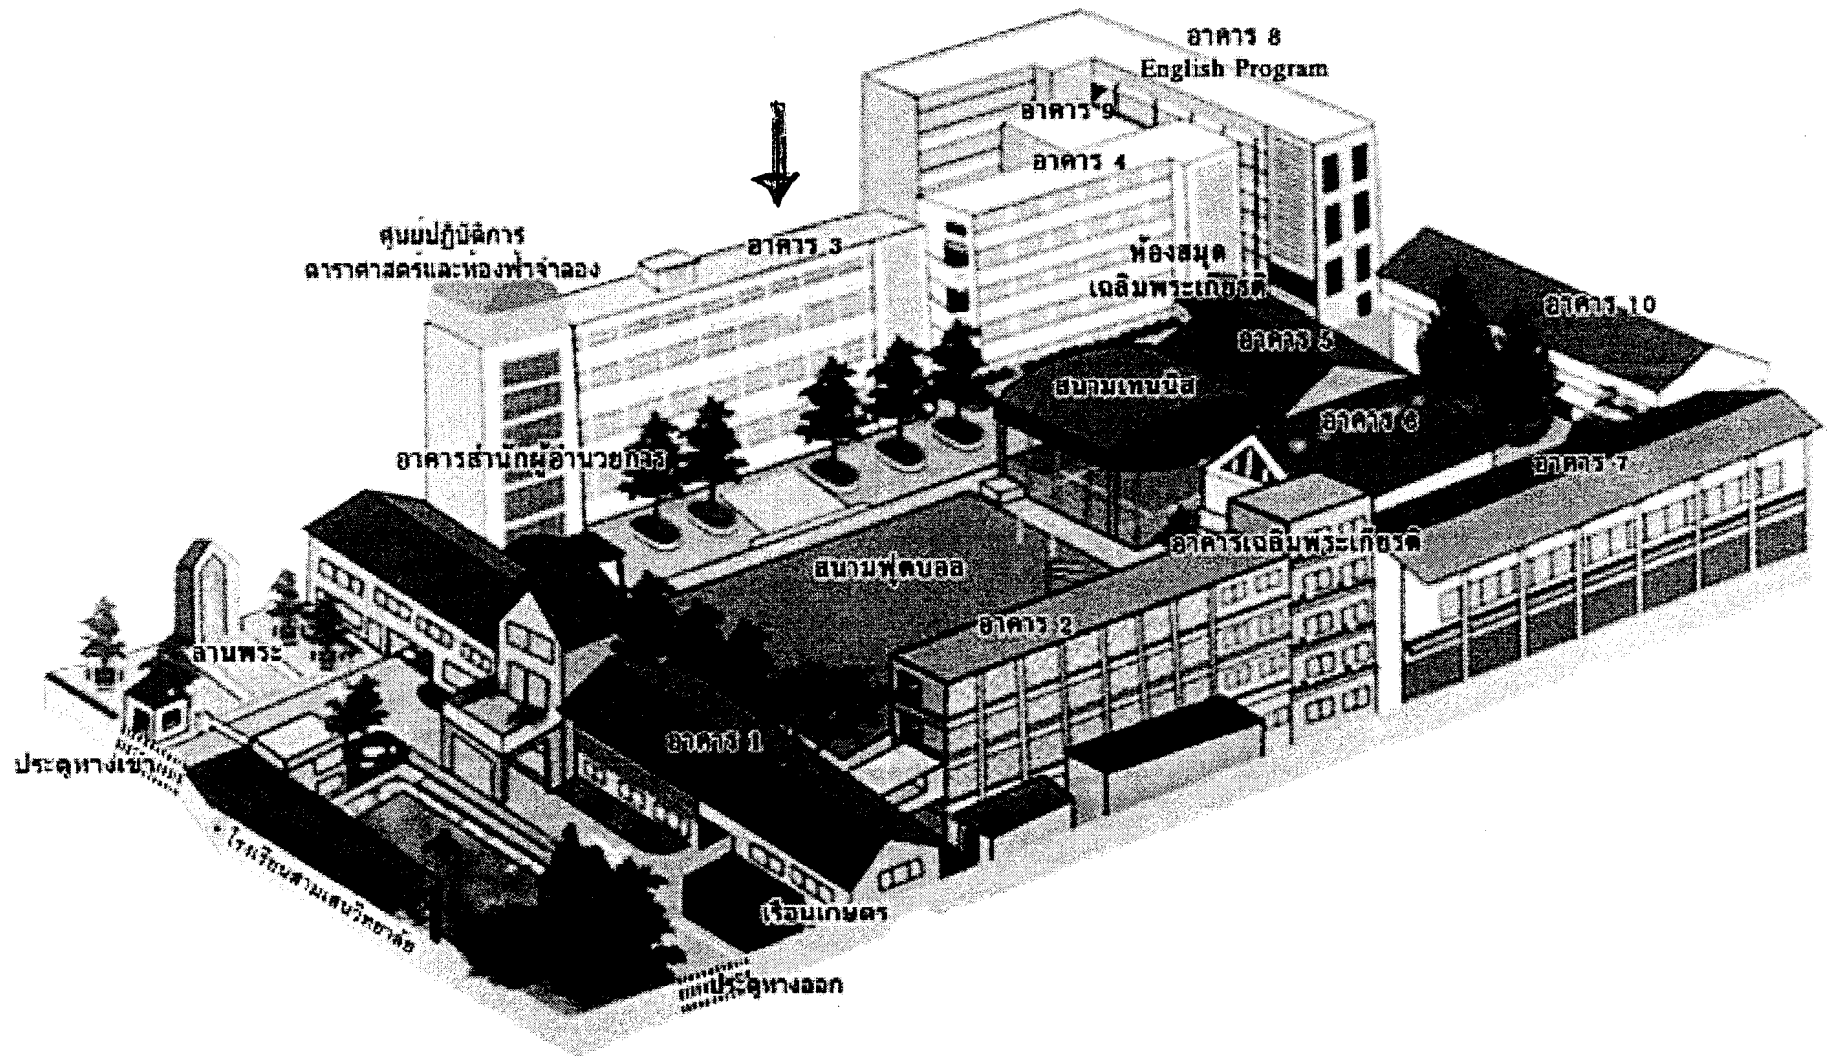 อาคาร 8
English Program
อาคาร 9
อาคาร 4
อาคาร 3
ศูนย์ปฏิบัติการ
ดาราศาสตร์และท้องฟ้าจำลอง
ห้องสมุด
เฉลิมพระเกียรติ
อาคาร 10
อาคาร 5
สนามเทนนิส
อาคาร 6
อาคารสำนักผู้อำนวยการ
อาคาร 7
อาคารเฉลิมพระเกียรติ
สนามฟุตบอล
อาคาร 2
ลานพระ
อาคาร 1
ประตูทางเข้า
โรงเรียนสามเสนวิทยาลัย
เรือนเกษตร
ประตูทางออก